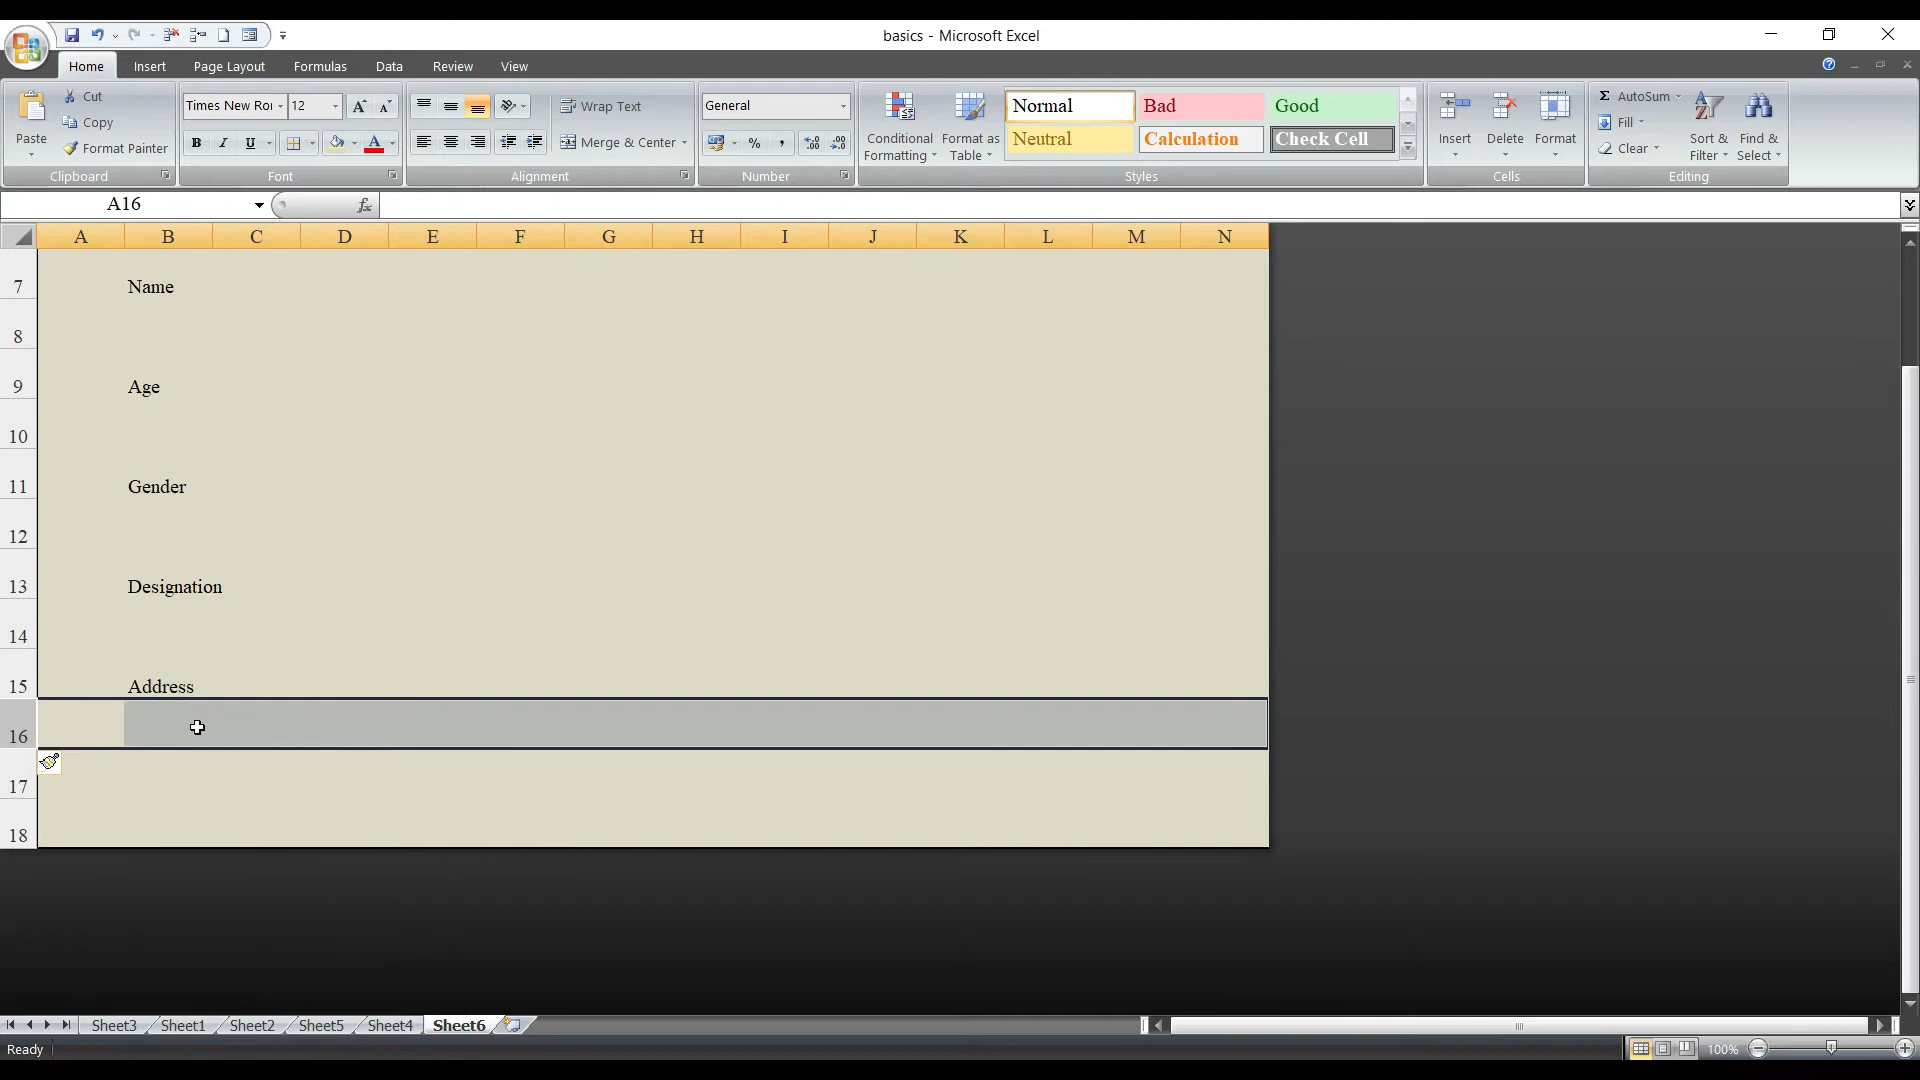 basics - Microsoft Excel
Home Insert Page Layout Formulas Data Review View
Paste
Cut
Copy
Format Painter
Clipboard
Times New Roi 12
B I U
A
Font
Wrap Text
Merge & Center
Alignment
General
%
Number
Conditional Formatting
Format as Table
Normal Bad Good
Neutral Calculation Check Cell
Styles
Insert Delete Format
Cells
Σ AutoSum
Fill
Clear
Sort & Filter
Find & Select
Editing
A16 fx
A B C D E F G H I J K L M N
7 Name
8
9 Age
10
11 Gender
12
13 Designation
14
15 Address
16
17
18
Sheet3 Sheet1 Sheet2 Sheet5 Sheet4 Sheet6
Ready 100%